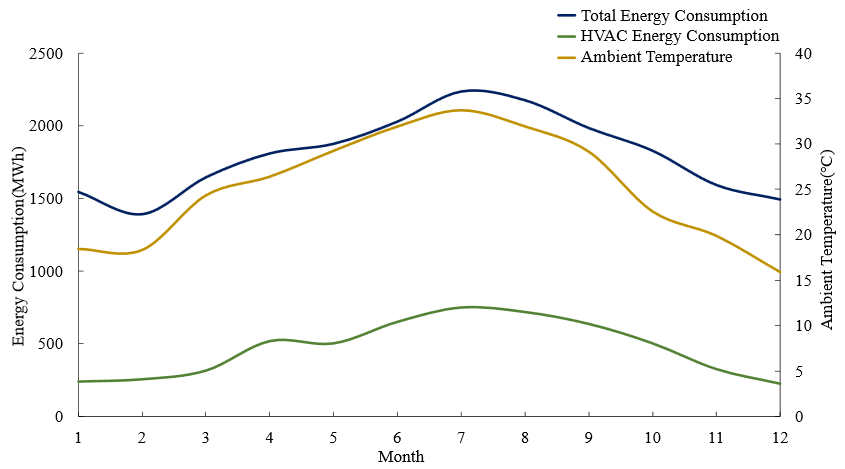 Total Energy Consumption
HVAC Energy Consumption
Ambient Temperature
2500
2000
1500
1000
500
0
Energy Consumption(MWh)
40
35
30
25
20
15
10
5
0
Ambient Temperature(°C)
1 2 3 4 5 6 7 8 9 10 11 12
Month